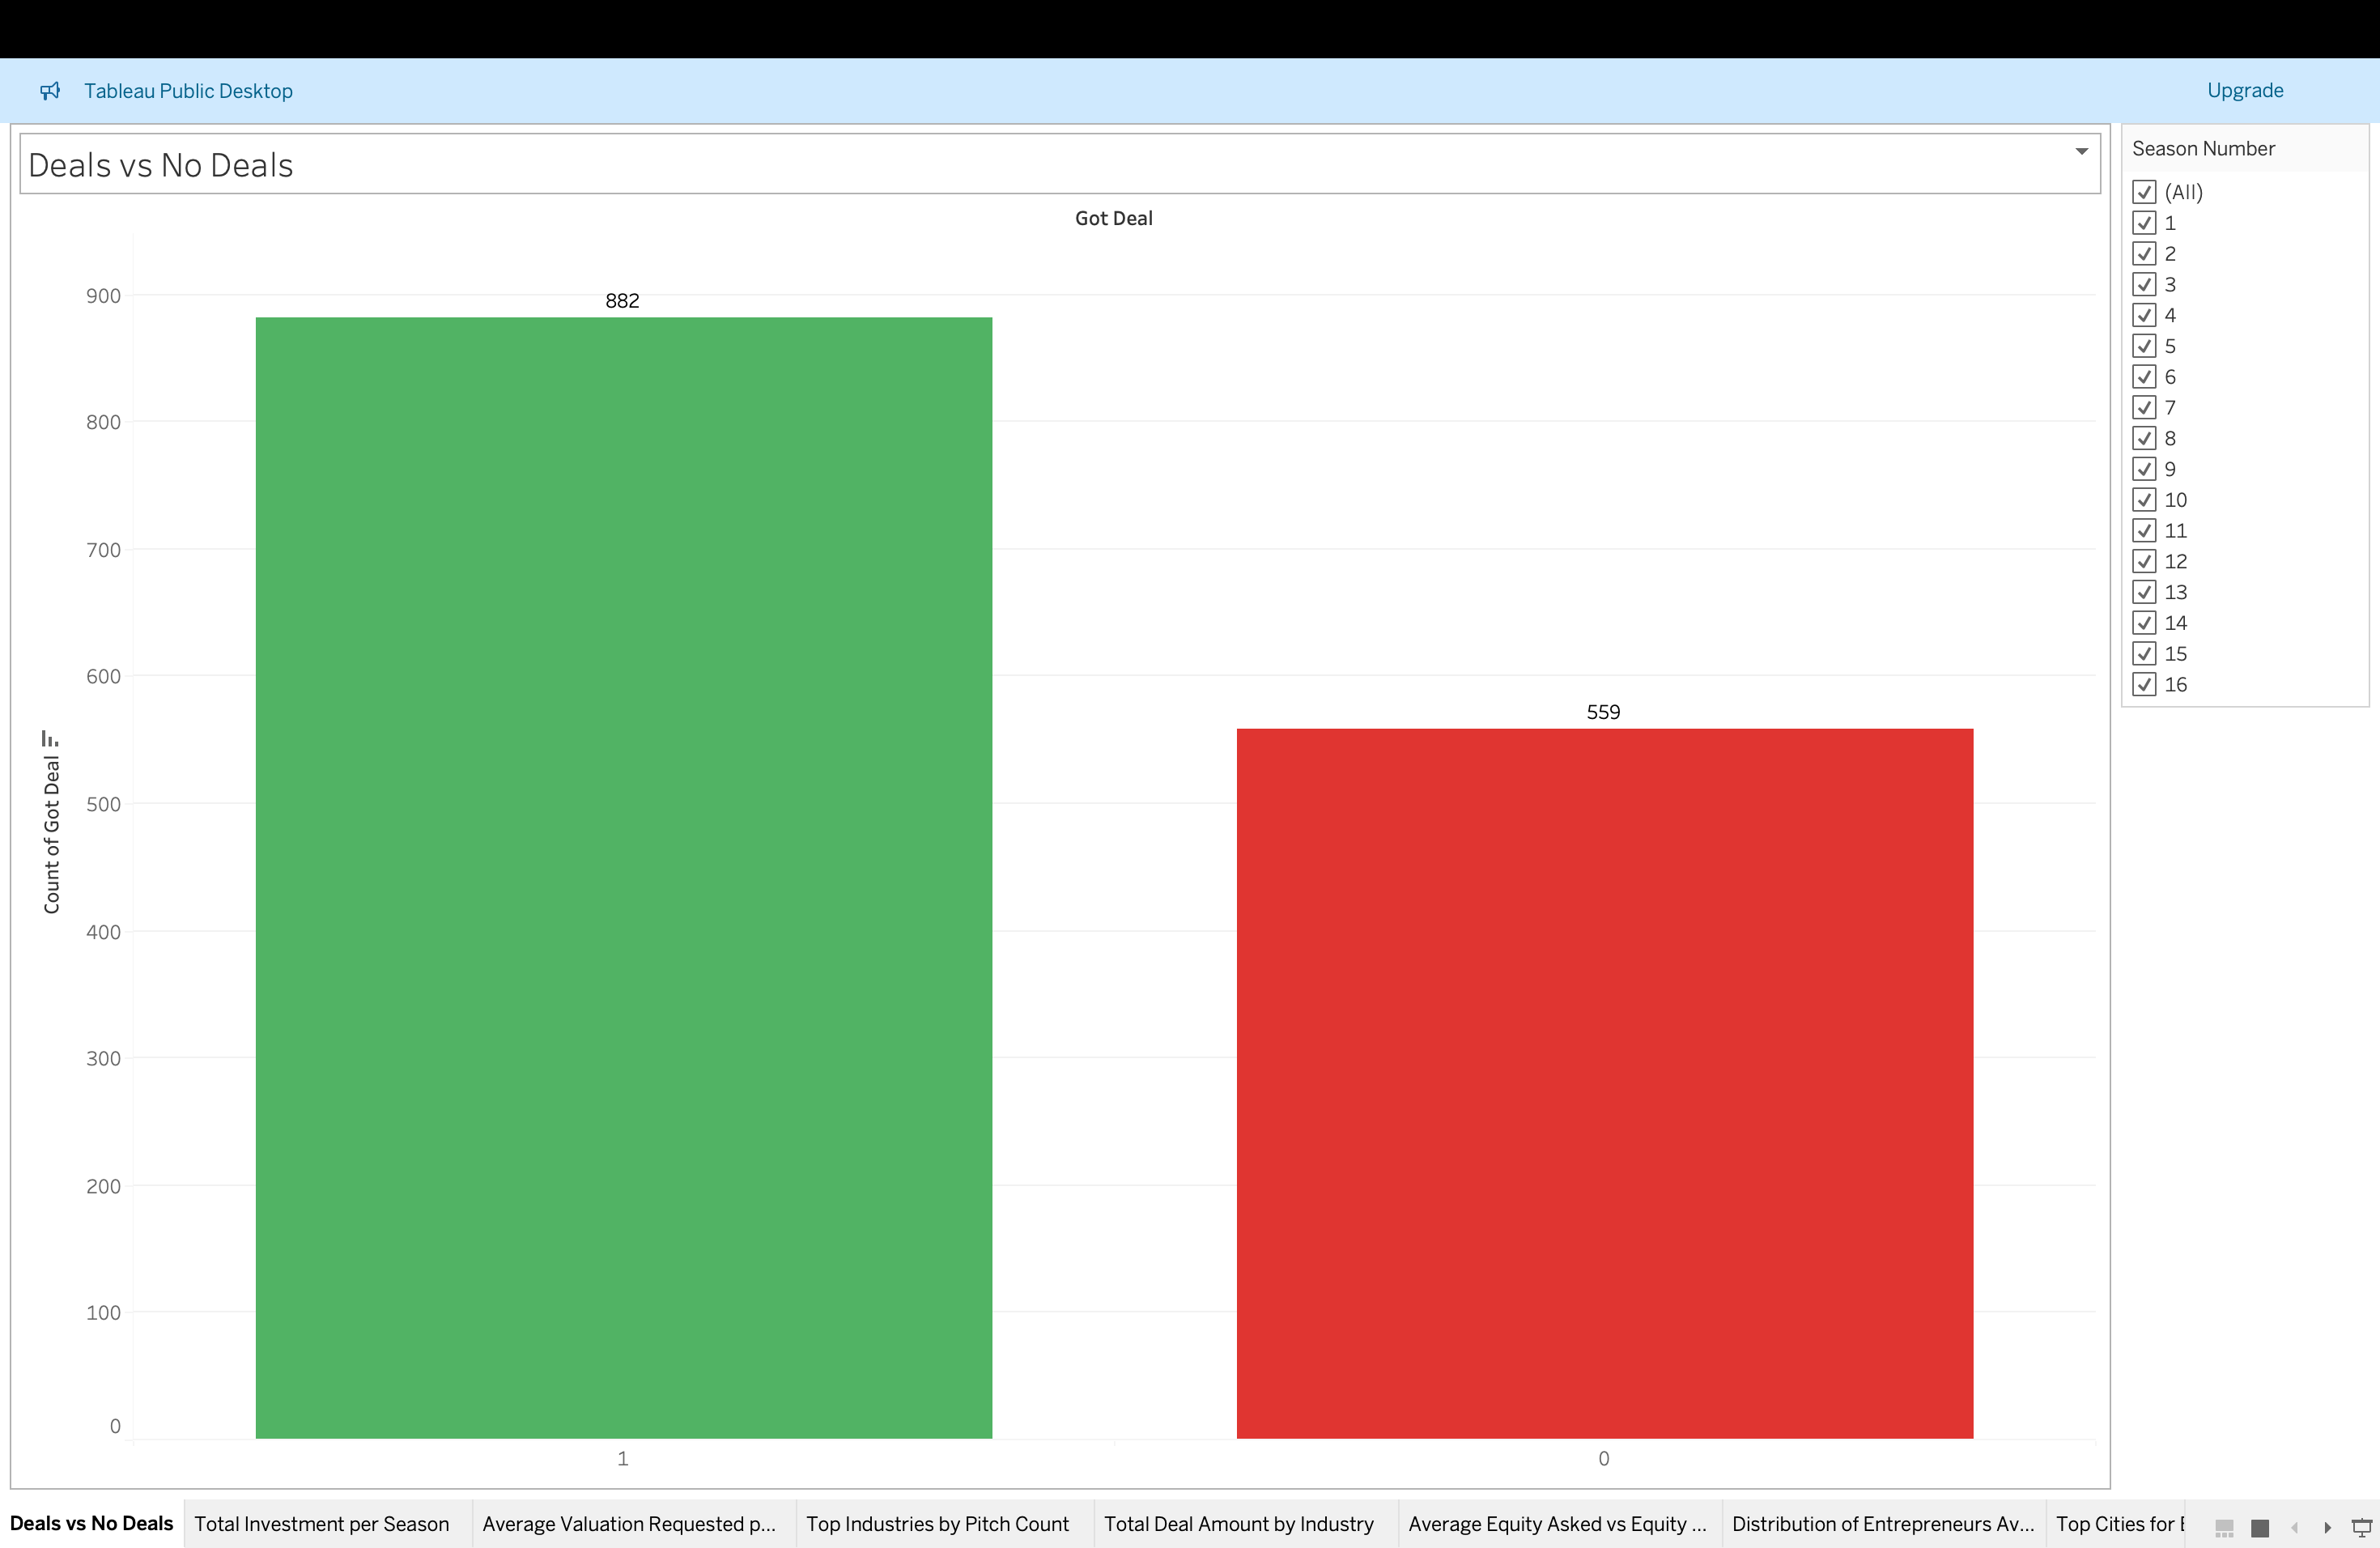 Tableau Public Desktop
Upgrade
Deals vs No Deals
Got Deal
900
800
700
600
500
400
300
200
100
0
Count of Got Deal
882
559
1
0
Season Number
(All)
1
2
3
4
5
6
7
8
9
10
11
12
13
14
15
16
Deals vs No Deals
Total Investment per Season
Average Valuation Requested p...
Top Industries by Pitch Count
Total Deal Amount by Industry
Average Equity Asked vs Equity ...
Distribution of Entrepreneurs Av...
Top Cities for